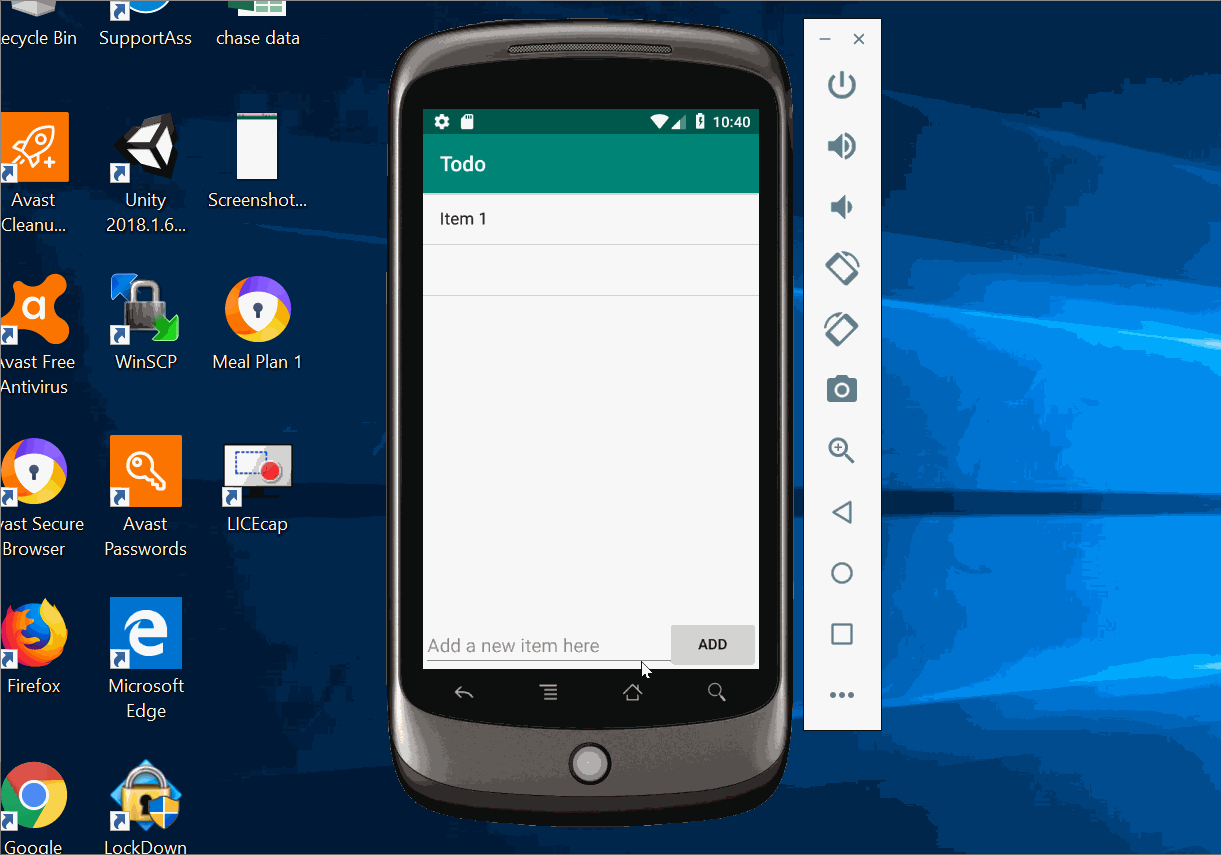 ecycle Bin
SupportAss
chase data
Avast
Cleanu...
Unity
2018.1.6...
Screenshot...
Avast Free
Antivirus
WinSCP
Meal Plan 1
vast Secure
Browser
Avast
Passwords
LICEcap
Firefox
Microsoft
Edge
Google
LockDown
10:40
Todo
Item 1
Add a new item here
ADD